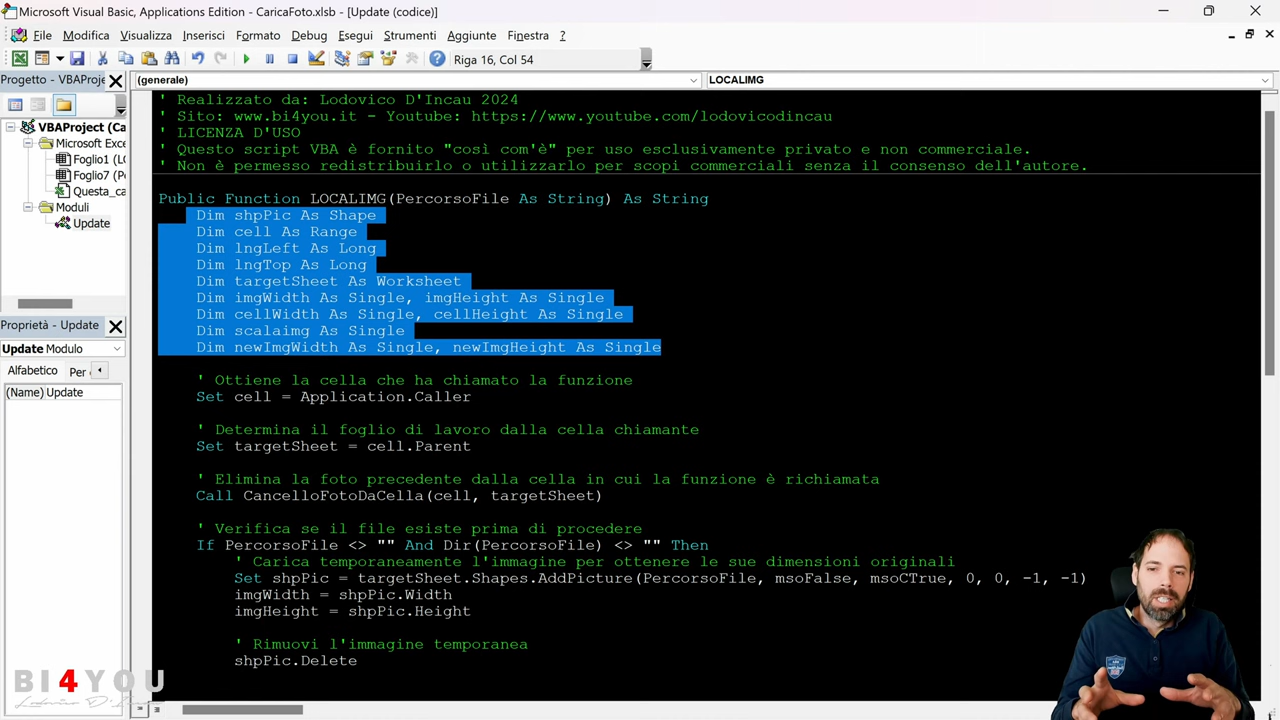 Microsoft Visual Basic, Applications Edition - CaricaFoto.xlsb - [Update (codice)]
File Modifica Visualizza Inserisci Formato Debug Esegui Strumenti Aggiunte Finestra ?
Riga 16, Col 54
Progetto - VBAProje
(generale)
LOCALIMG
VBAProject (Ca
Microsoft Exce
Foglio1 (LO
Foglio7 (Pe
Questa_ca
Moduli
Update
Proprietà - Update
Update Modulo
Alfabetico Per
(Name) Update
' Realizzato da: Lodovico D'Incau 2024
' Sito: www.bi4you.it - Youtube: https://www.youtube.com/lodovicodincau
' LICENZA D'USO
' Questo script VBA è fornito "così com'è" per uso esclusivamente privato e non commerciale.
' Non è permesso redistribuirlo o utilizzarlo per scopi commerciali senza il consenso dell'autore.
Public Function LOCALIMG(PercorsoFile As String) As String
Dim shpPic As Shape
Dim cell As Range
Dim lngLeft As Long
Dim lngTop As Long
Dim targetSheet As Worksheet
Dim imgWidth As Single, imgHeight As Single
Dim cellWidth As Single, cellHeight As Single
Dim scalaimg As Single
Dim newImgWidth As Single, newImgHeight As Single
' Ottiene la cella che ha chiamato la funzione
Set cell = Application.Caller
' Determina il foglio di lavoro dalla cella chiamante
Set targetSheet = cell.Parent
' Elimina la foto precedente dalla cella in cui la funzione è richiamata
Call CancelloFotoDaCella(cell, targetSheet)
' Verifica se il file esiste prima di procedere
If PercorsoFile <> "" And Dir(PercorsoFile) <> "" Then
' Carica temporaneamente l'immagine per ottenere le sue dimensioni originali
Set shpPic = targetSheet.Shapes.AddPicture(PercorsoFile, msoFalse, msoCTrue, 0, 0, -1, -1)
imgWidth = shpPic.Width
imgHeight = shpPic.Height
' Rimuovi l'immagine temporanea
shpPic.Delete
BI4YOU
Lodovico D'Incau